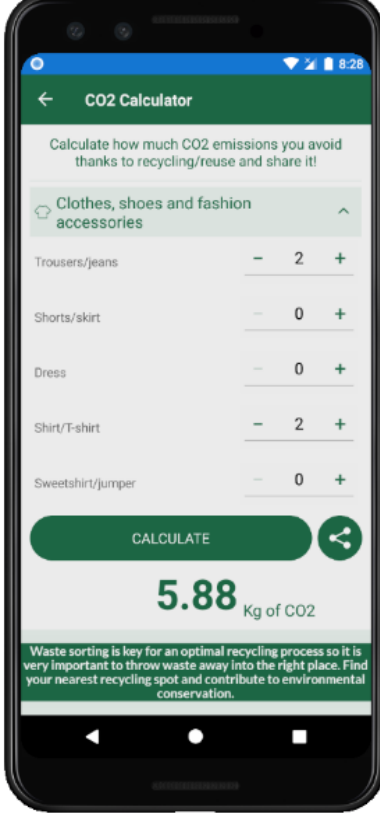 8:28
CO2 Calculator
Calculate how much CO2 emissions you avoid
thanks to recycling/reuse and share it!
Clothes, shoes and fashion
accessories
Trousers/jeans − 2 +
Shorts/skirt − 0 +
Dress − 0 +
Shirt/T-shirt − 2 +
Sweetshirt/jumper − 0 +
CALCULATE
5.88 Kg of CO2
Waste sorting is key for an optimal recycling process so it is
very important to throw waste away into the right place. Find
your nearest recycling spot and contribute to environmental
conservation.